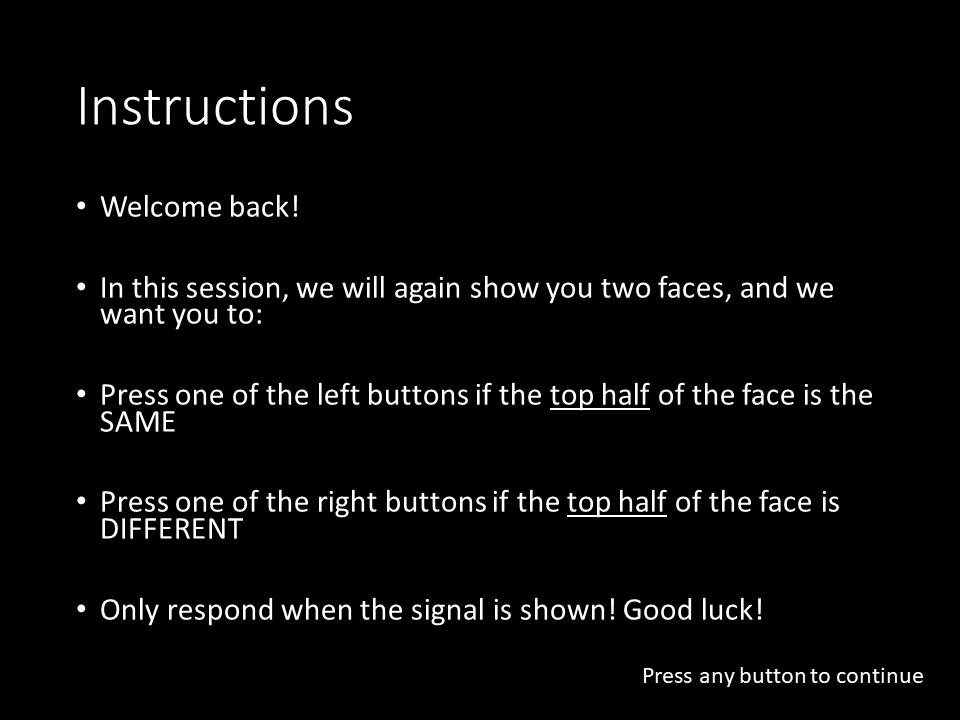 Instructions
• Welcome back!
• In this session, we will again show you two faces, and we
want you to:
• Press one of the left buttons if the top half of the face is the
SAME
• Press one of the right buttons if the top half of the face is
DIFFERENT
• Only respond when the signal is shown! Good luck!
Press any button to continue